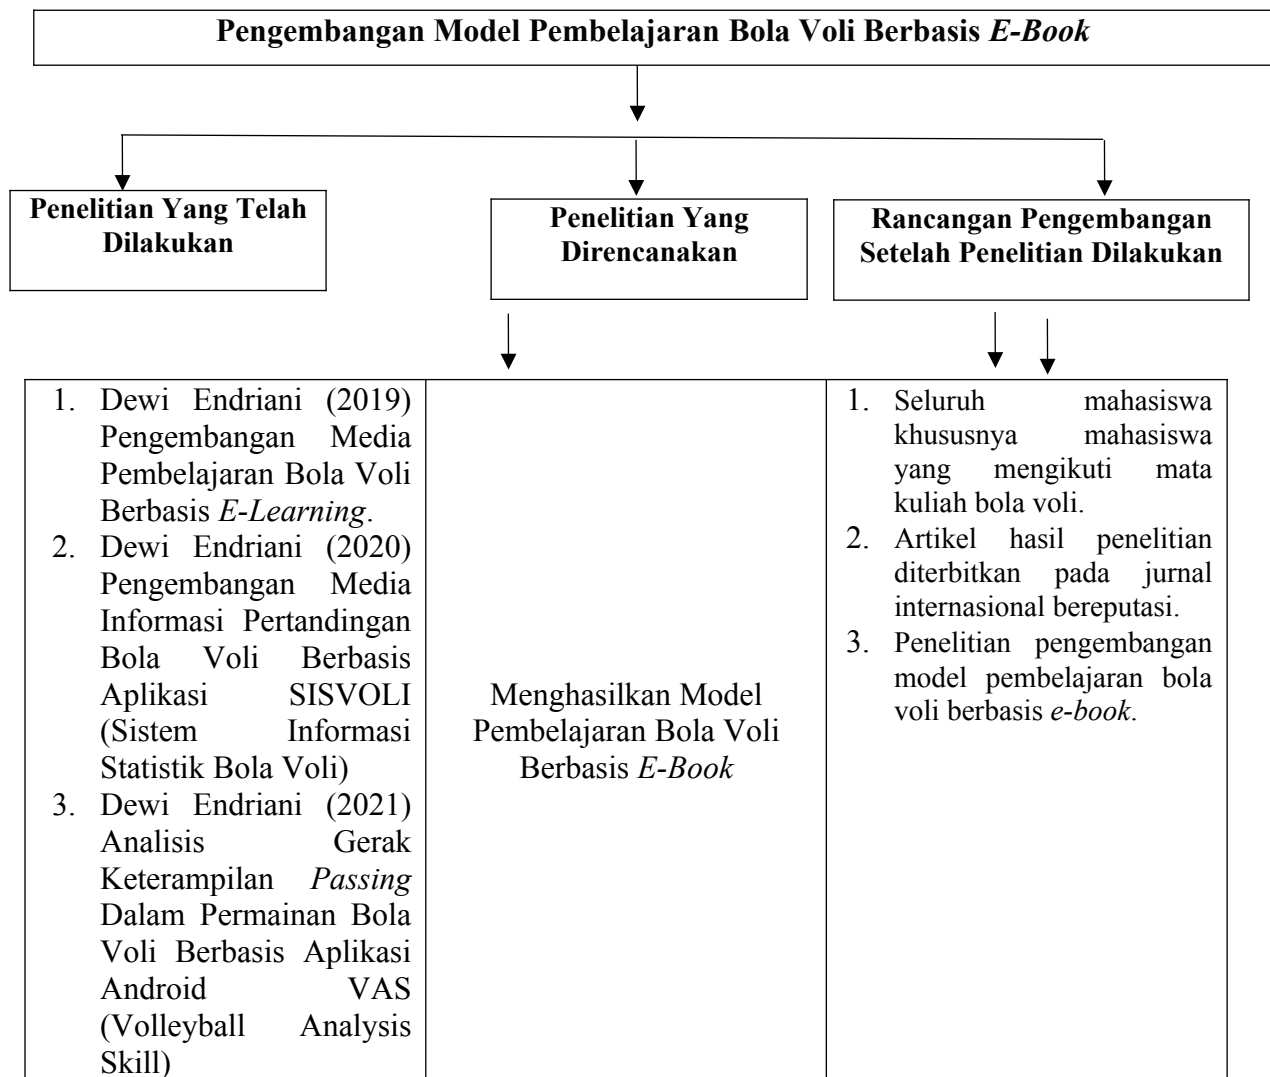 Pengembangan Model Pembelajaran Bola Voli Berbasis E-Book
Penelitian Yang Telah
Dilakukan
Penelitian Yang
Direncanakan
Rancangan Pengembangan
Setelah Penelitian Dilakukan
1. Dewi Endriani (2019)
Pengembangan Media
Pembelajaran Bola Voli
Berbasis E-Learning.
2. Dewi Endriani (2020)
Pengembangan Media
Informasi Pertandingan
Bola Voli Berbasis
Aplikasi SISVOLI
(Sistem Informasi
Statistik Bola Voli)
3. Dewi Endriani (2021)
Analisis Gerak
Keterampilan Passing
Dalam Permainan Bola
Voli Berbasis Aplikasi
Android VAS
(Volleyball Analysis
Skill)
Menghasilkan Model
Pembelajaran Bola Voli
Berbasis E-Book
1. Seluruh mahasiswa
khususnya mahasiswa
yang mengikuti mata
kuliah bola voli.
2. Artikel hasil penelitian
diterbitkan pada jurnal
internasional bereputasi.
3. Penelitian pengembangan
model pembelajaran bola
voli berbasis e-book.